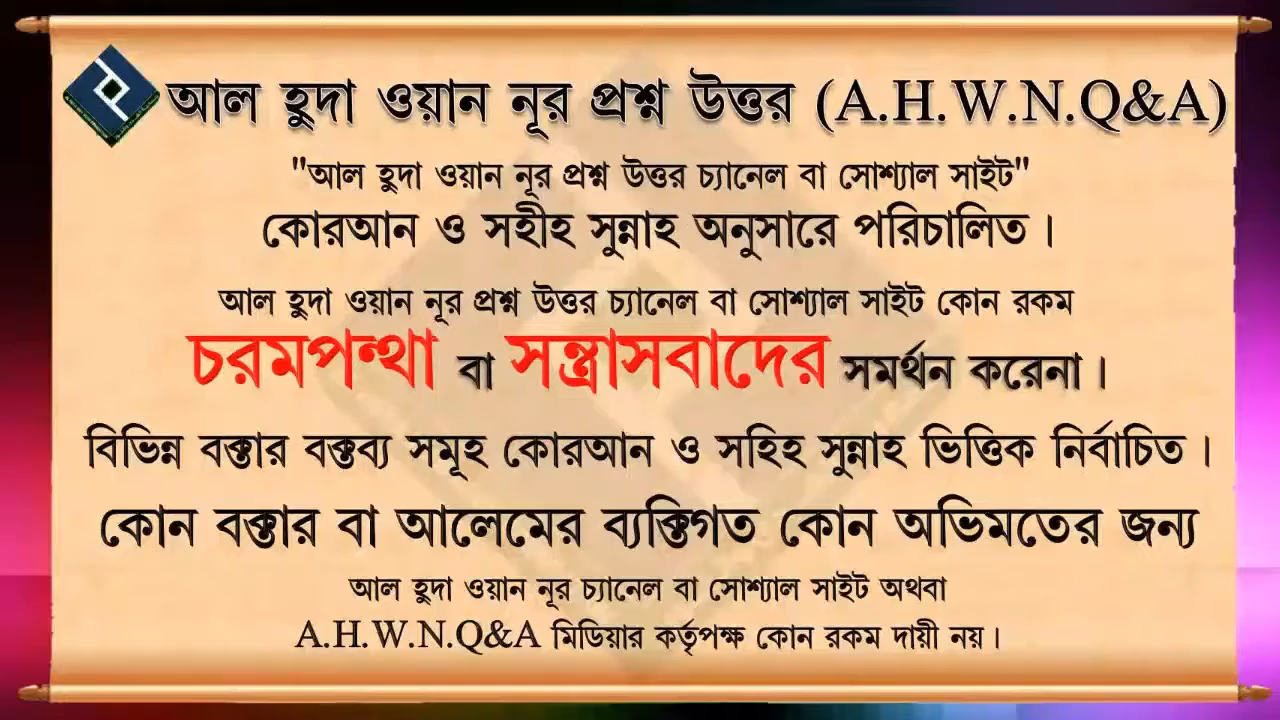 আল হুদা ওয়ান নূর প্রশ্ন উত্তর (A.H.W.N.Q&A)
"আল হুদা ওয়ান নূর প্রশ্ন উত্তর চ্যানেল বা সোশ্যাল সাইট"
কোরআন ও সহীহ সুন্নাহ অনুসারে পরিচালিত ।
আল হুদা ওয়ান নূর প্রশ্ন উত্তর চ্যানেল বা সোশ্যাল সাইট কোন রকম
চরমপন্থা বা সন্ত্রাসবাদের সমর্থন করেনা ।
বিভিন্ন বক্তার বক্তব্য সমূহ কোরআন ও সহিহ সুন্নাহ ভিত্তিক নির্বাচিত ।
কোন বক্তার বা আলেমের ব্যক্তিগত কোন অভিমতের জন্য
আল হুদা ওয়ান নূর চ্যানেল বা সোশ্যাল সাইট অথবা
A.H.W.N.Q&A মিডিয়ার কর্তৃপক্ষ কোন রকম দায়ী নয় ।